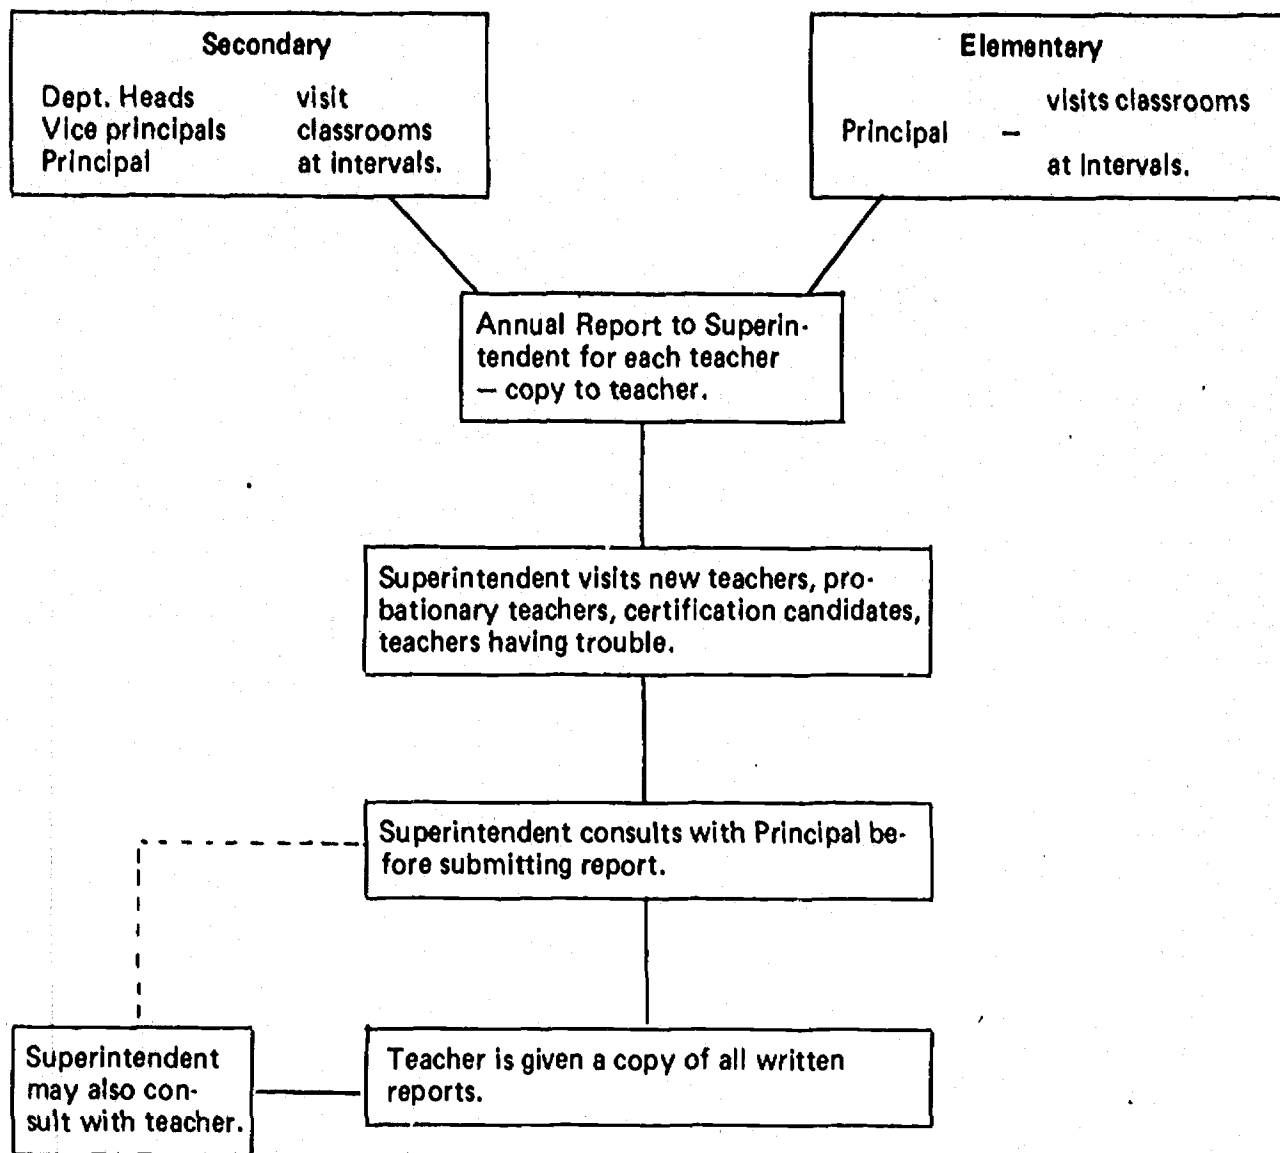 Secondary
Dept. Heads visit
Vice principals classrooms
Principal at intervals.
Elementary
visits classrooms
Principal –
at Intervals.
Annual Report to Superin-
tendent for each teacher
– copy to teacher.
Superintendent visits new teachers, pro-
bationary teachers, certification candidates,
teachers having trouble.
Superintendent consults with Principal be-
fore submitting report.
Superintendent
may also con-
sult with teacher.
Teacher is given a copy of all written
reports.